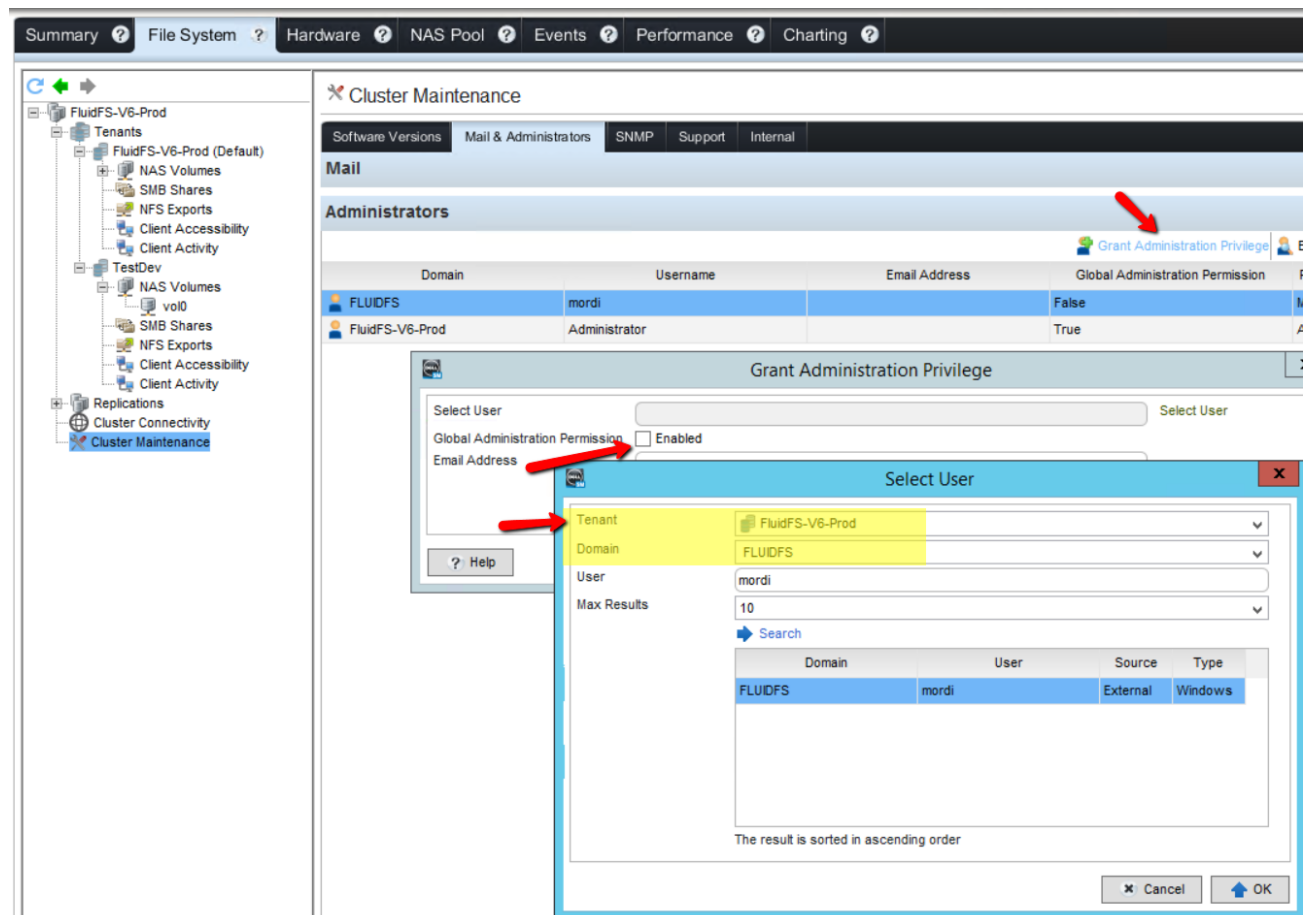 Summary ? File System ? Hardware ? NAS Pool ? Events ? Performance ? Charting ?
FluidFS-V6-Prod
Tenants
FluidFS-V6-Prod (Default)
NAS Volumes
SMB Shares
NFS Exports
Client Accessibility
Client Activity
TestDev
NAS Volumes
vol0
SMB Shares
NFS Exports
Client Accessibility
Client Activity
Replications
Cluster Connectivity
Cluster Maintenance
Cluster Maintenance
Software Versions Mail & Administrators SNMP Support Internal
Mail
Administrators
Grant Administration Privilege E
Domain Username Email Address Global Administration Permission
FLUIDFS mordi False
FluidFS-V6-Prod Administrator True
Grant Administration Privilege
Select User Select User
Global Administration Permission Enabled
Email Address
? Help
Select User x
Tenant FluidFS-V6-Prod
Domain FLUIDFS
User mordi
Max Results 10
Search
Domain User Source Type
FLUIDFS mordi External Windows
The result is sorted in ascending order
Cancel OK